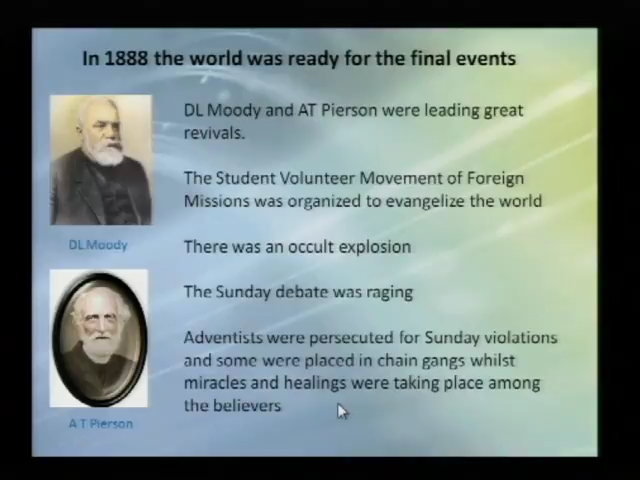 In 1888 the world was ready for the final events
DL Moody and AT Pierson were leading great
revivals.
The Student Volunteer Movement of Foreign
Missions was organized to evangelize the world
DL Moody
There was an occult explosion
The Sunday debate was raging
Adventists were persecuted for Sunday violations
and some were placed in chain gangs whilst
miracles and healings were taking place among
the believers
A T Pierson